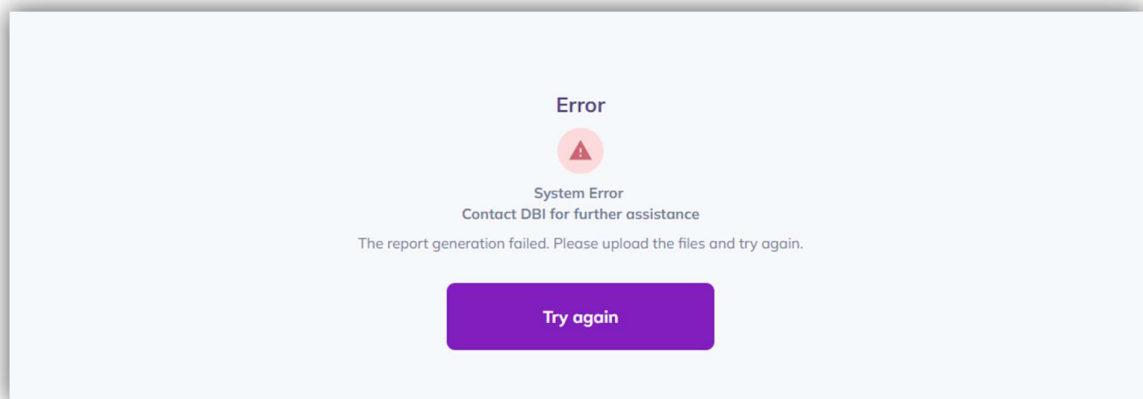 Error
System Error
Contact DBI for further assistance
The report generation failed. Please upload the files and try again.
Try again